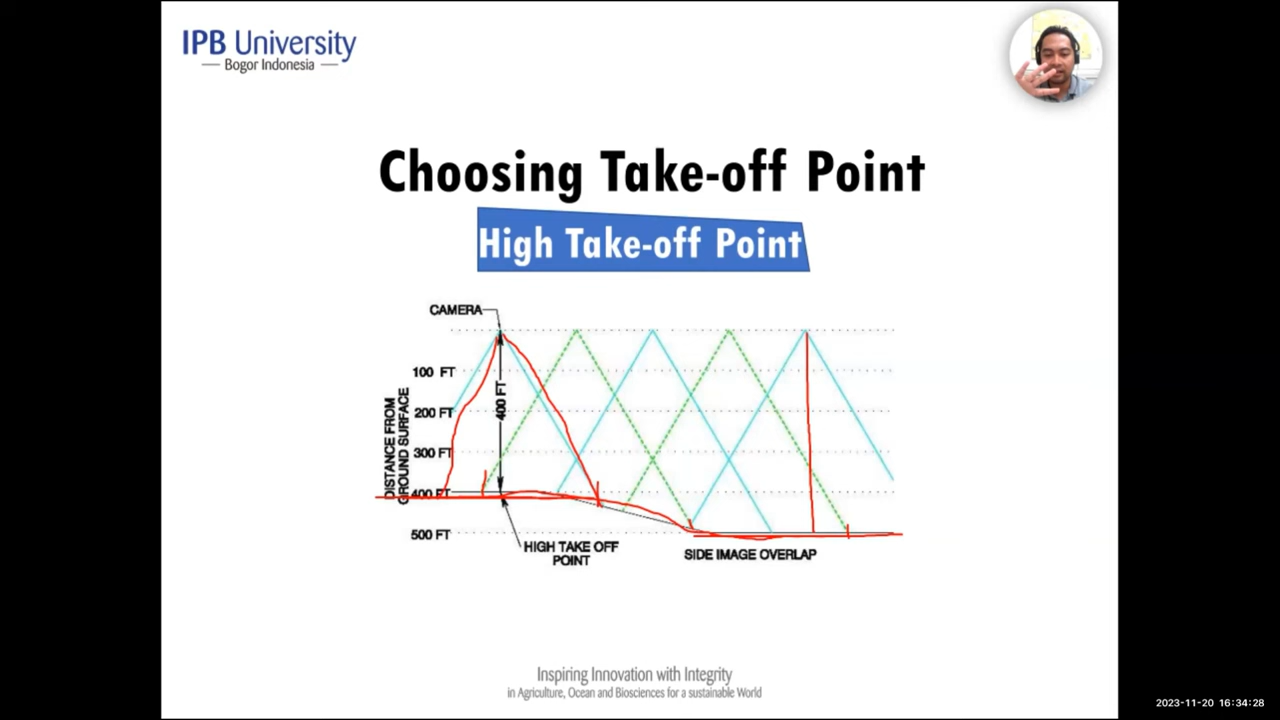 IPB University
Bogor Indonesia
Choosing Take-off Point
High Take-off Point
CAMERA
100 FT
200 FT
300 FT
400 FT
500 FT
DISTANCE FROM
GROUND SURFACE
400 FT
HIGH TAKE OFF
POINT
SIDE IMAGE OVERLAP
Inspiring Innovation with Integrity
in Agriculture, Ocean and Biosciences for a sustainable World
2023-11-20 16:34:28